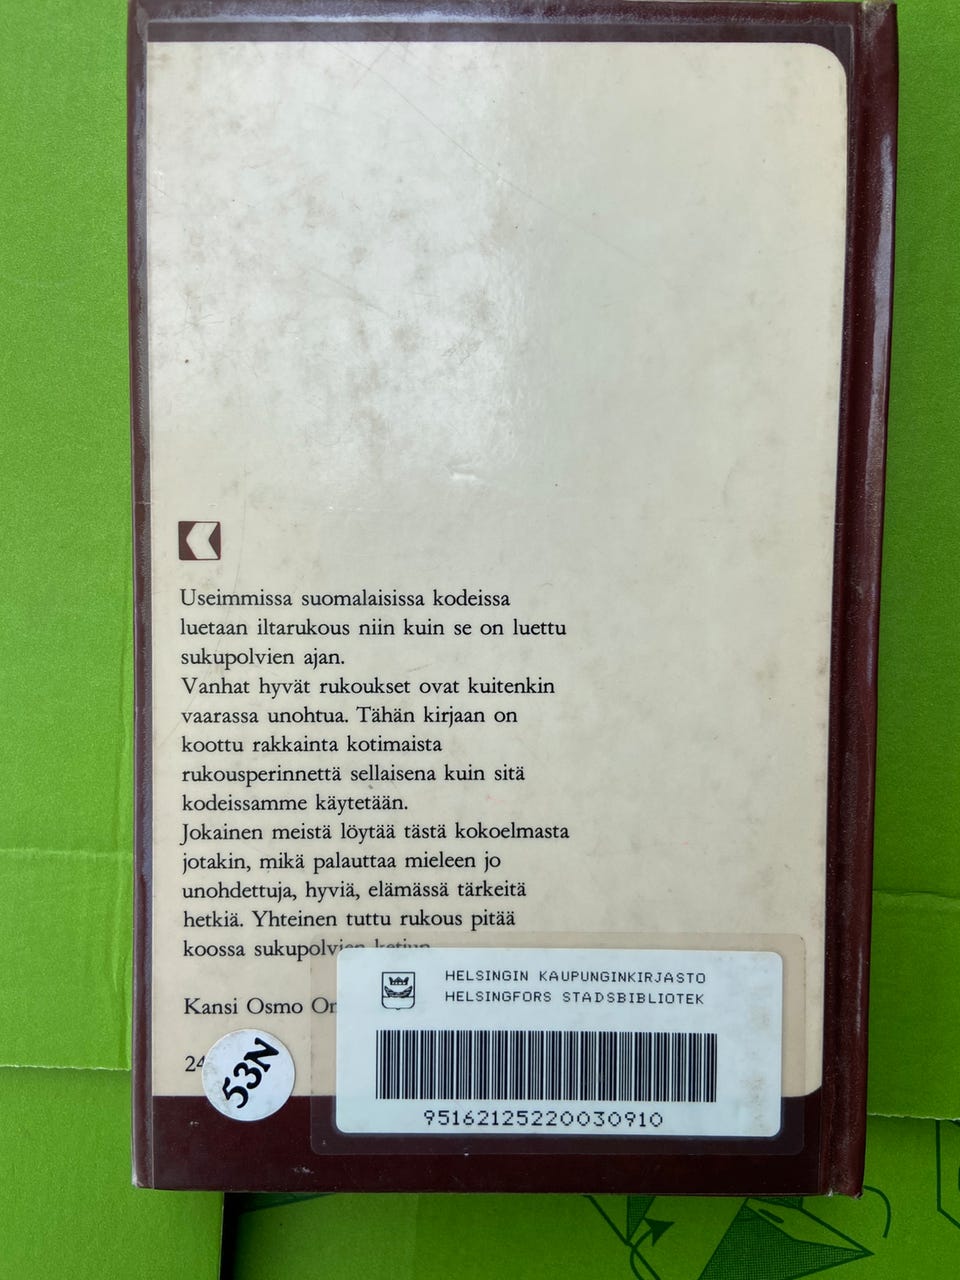 Useimmissa suomalaisissa kodeissa
luetaan iltarukous niin kuin se on luettu
sukupolvien ajan.
Vanhat hyvät rukoukset ovat kuitenkin
vaarassa unohtua. Tähän kirjaan on
koottu rakkainta kotimaista
rukousperinnettä sellaisena kuin sitä
kodeissamme käytetään.
Jokainen meistä löytää tästä kokoelmasta
jotakin, mikä palauttaa mieleen jo
unohdettuja, hyviä, elämässä tärkeitä
hetkiä. Yhteinen tuttu rukous pitää
koossa sukupolvien ketjun.
Kansi Osmo
HELSINGIN KAUPUNGINKIRJASTO
HELSINGFORS STADSBIBLIOTEK
95162125220030910
53N